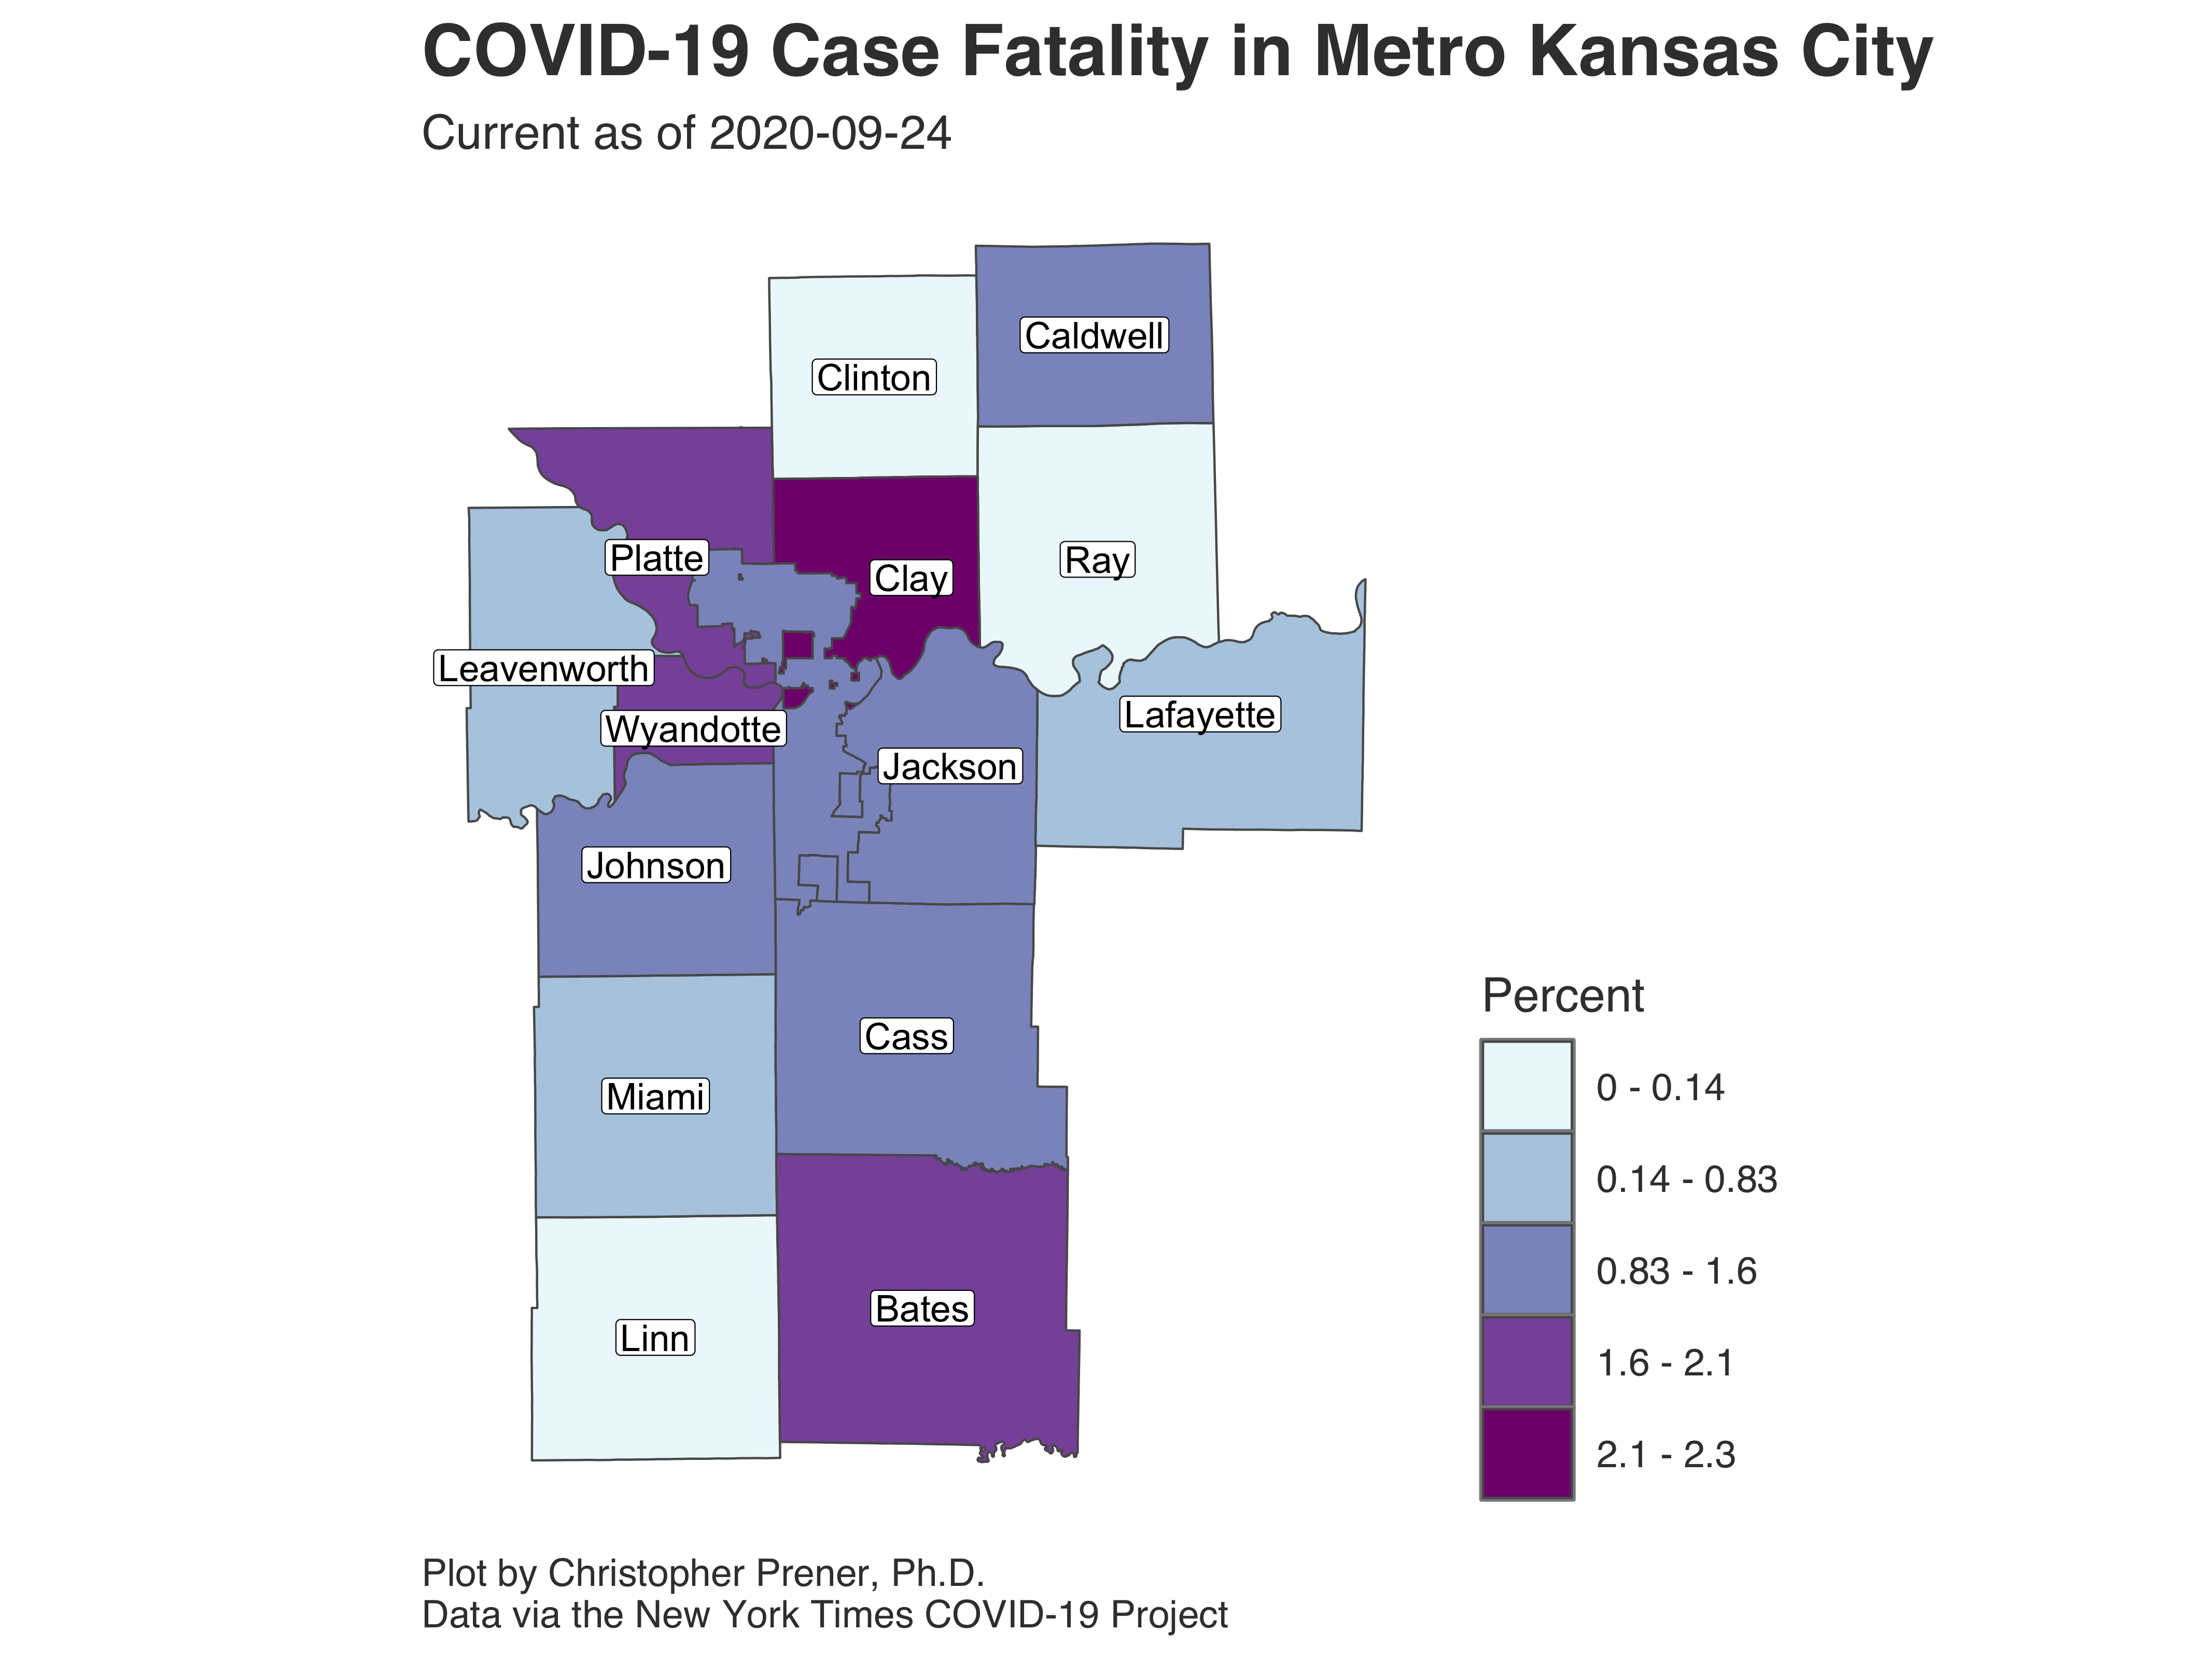 COVID-19 Case Fatality in Metro Kansas City
Current as of 2020-09-24
Caldwell
Clinton
Platte
Clay
Ray
Leavenworth
Lafayette
Wyandotte
Jackson
Johnson
Cass
Miami
Bates
Linn
Percent
0 - 0.14
0.14 - 0.83
0.83 - 1.6
1.6 - 2.1
2.1 - 2.3
Plot by Christopher Prener, Ph.D.
Data via the New York Times COVID-19 Project